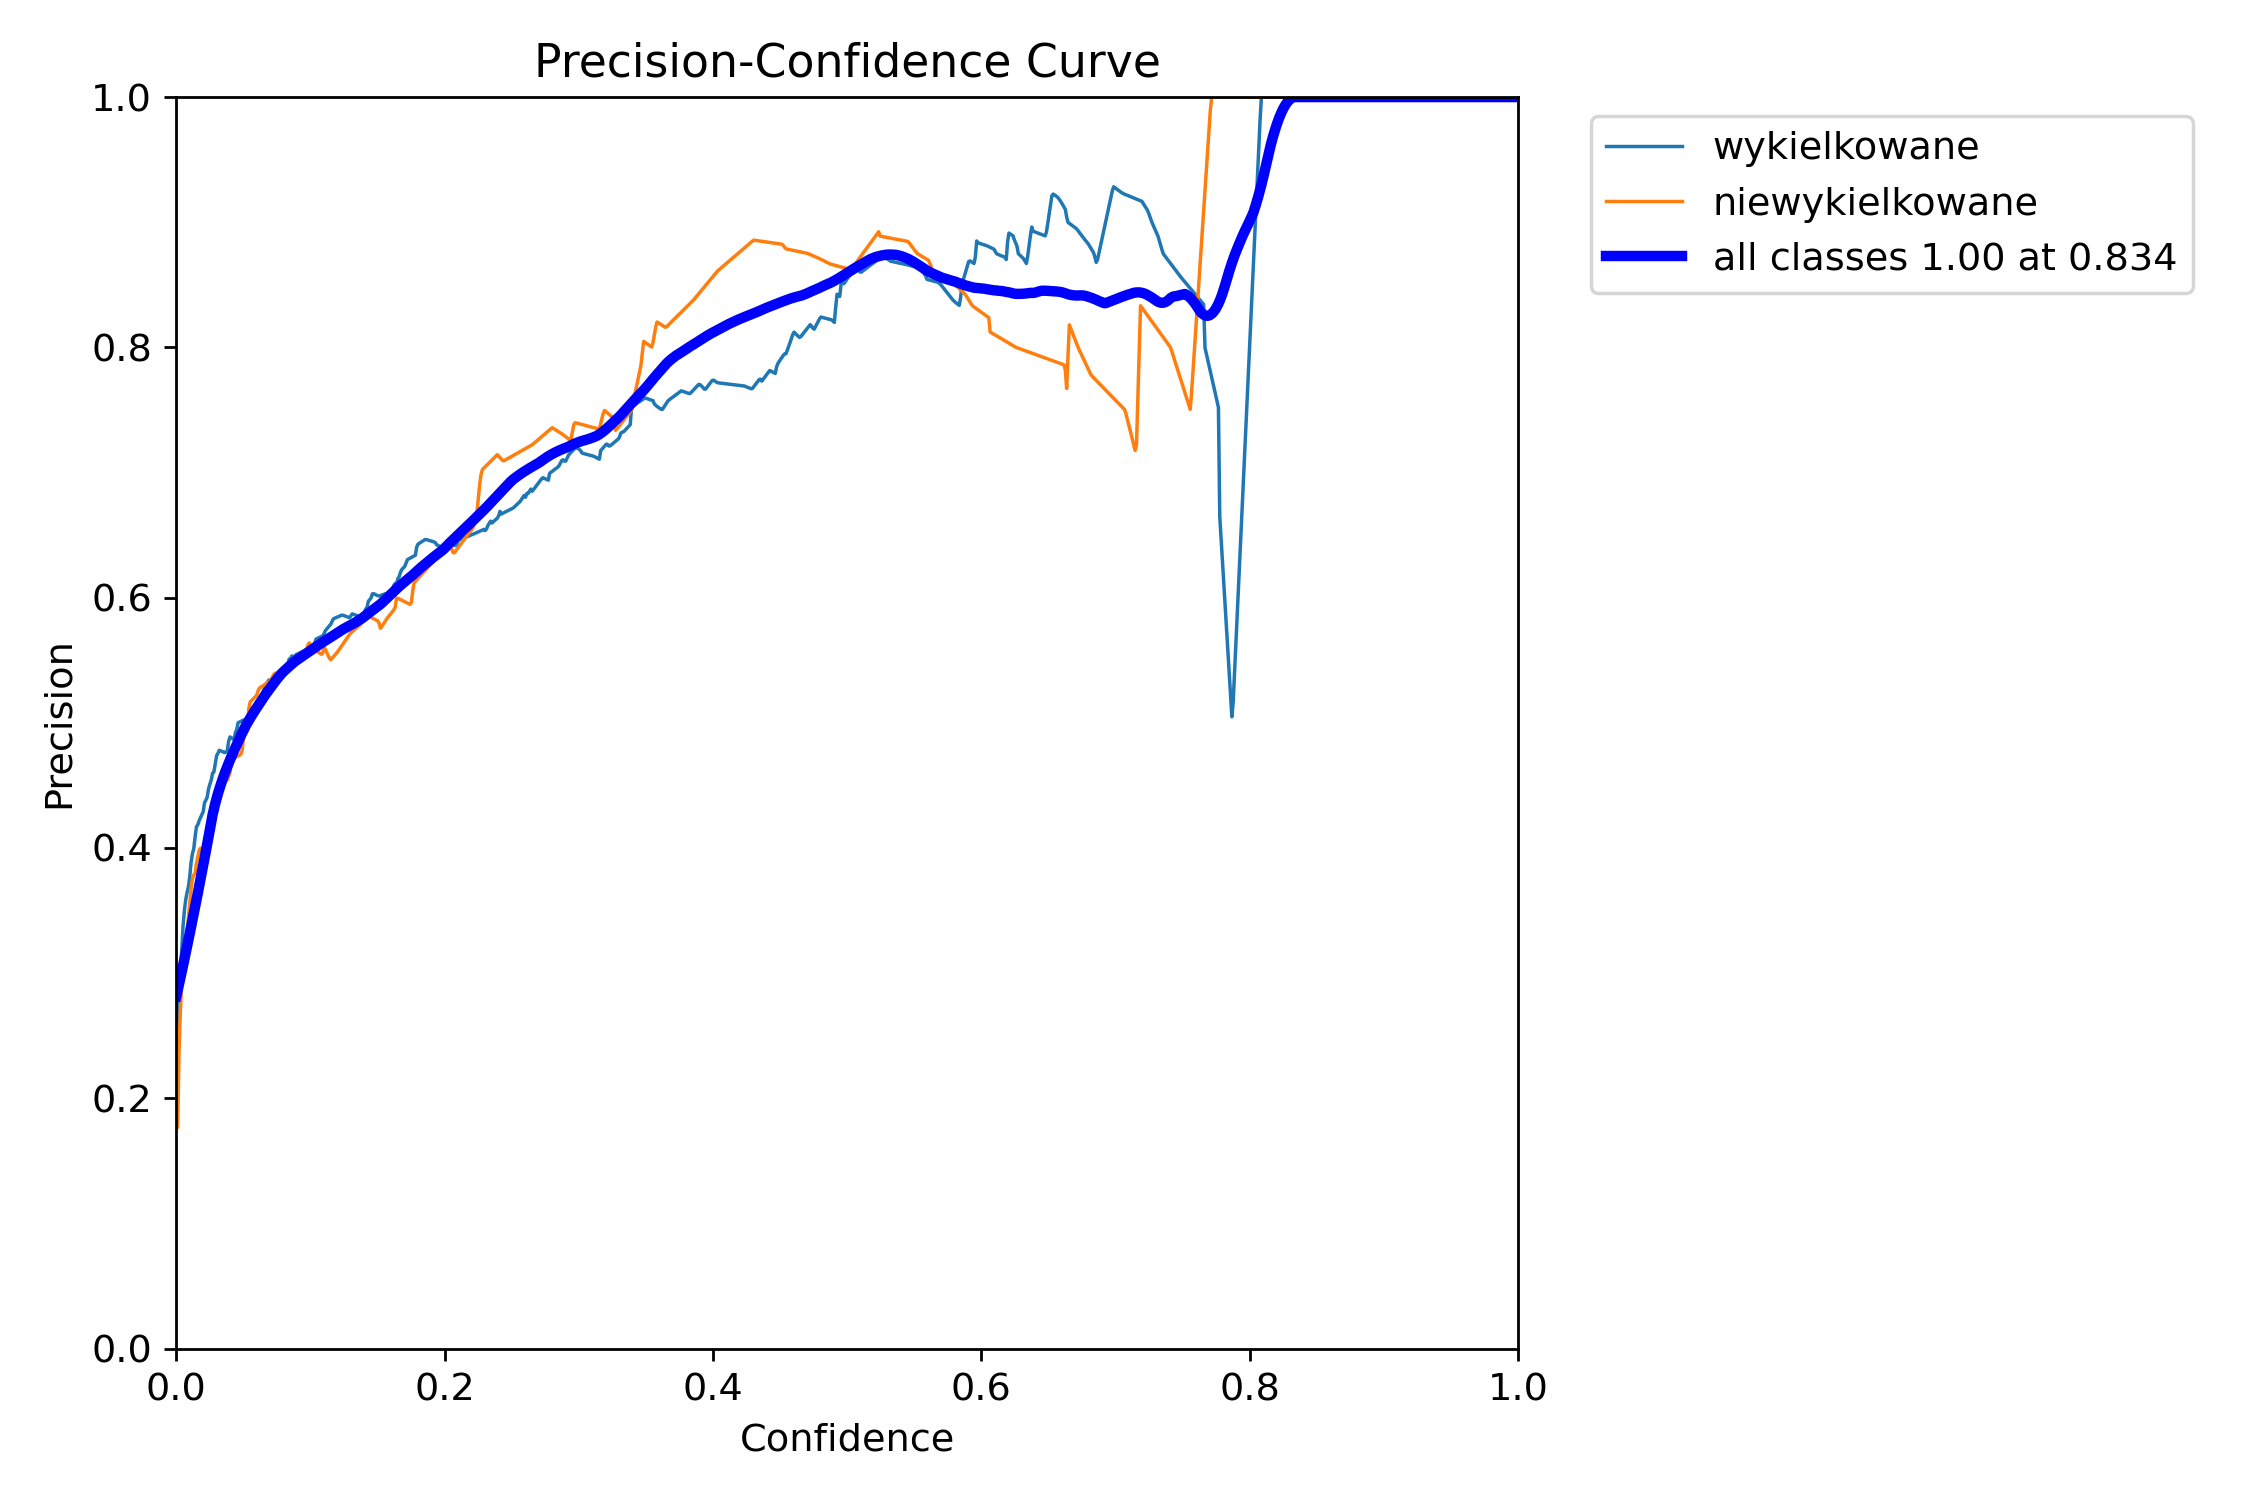 Precision-Confidence Curve
1.0
0.8
0.6
0.4
0.2
0.0
Precision
0.0 0.2 0.4 0.6 0.8 1.0
Confidence
wykielkowane
niewykielkowane
all classes 1.00 at 0.834